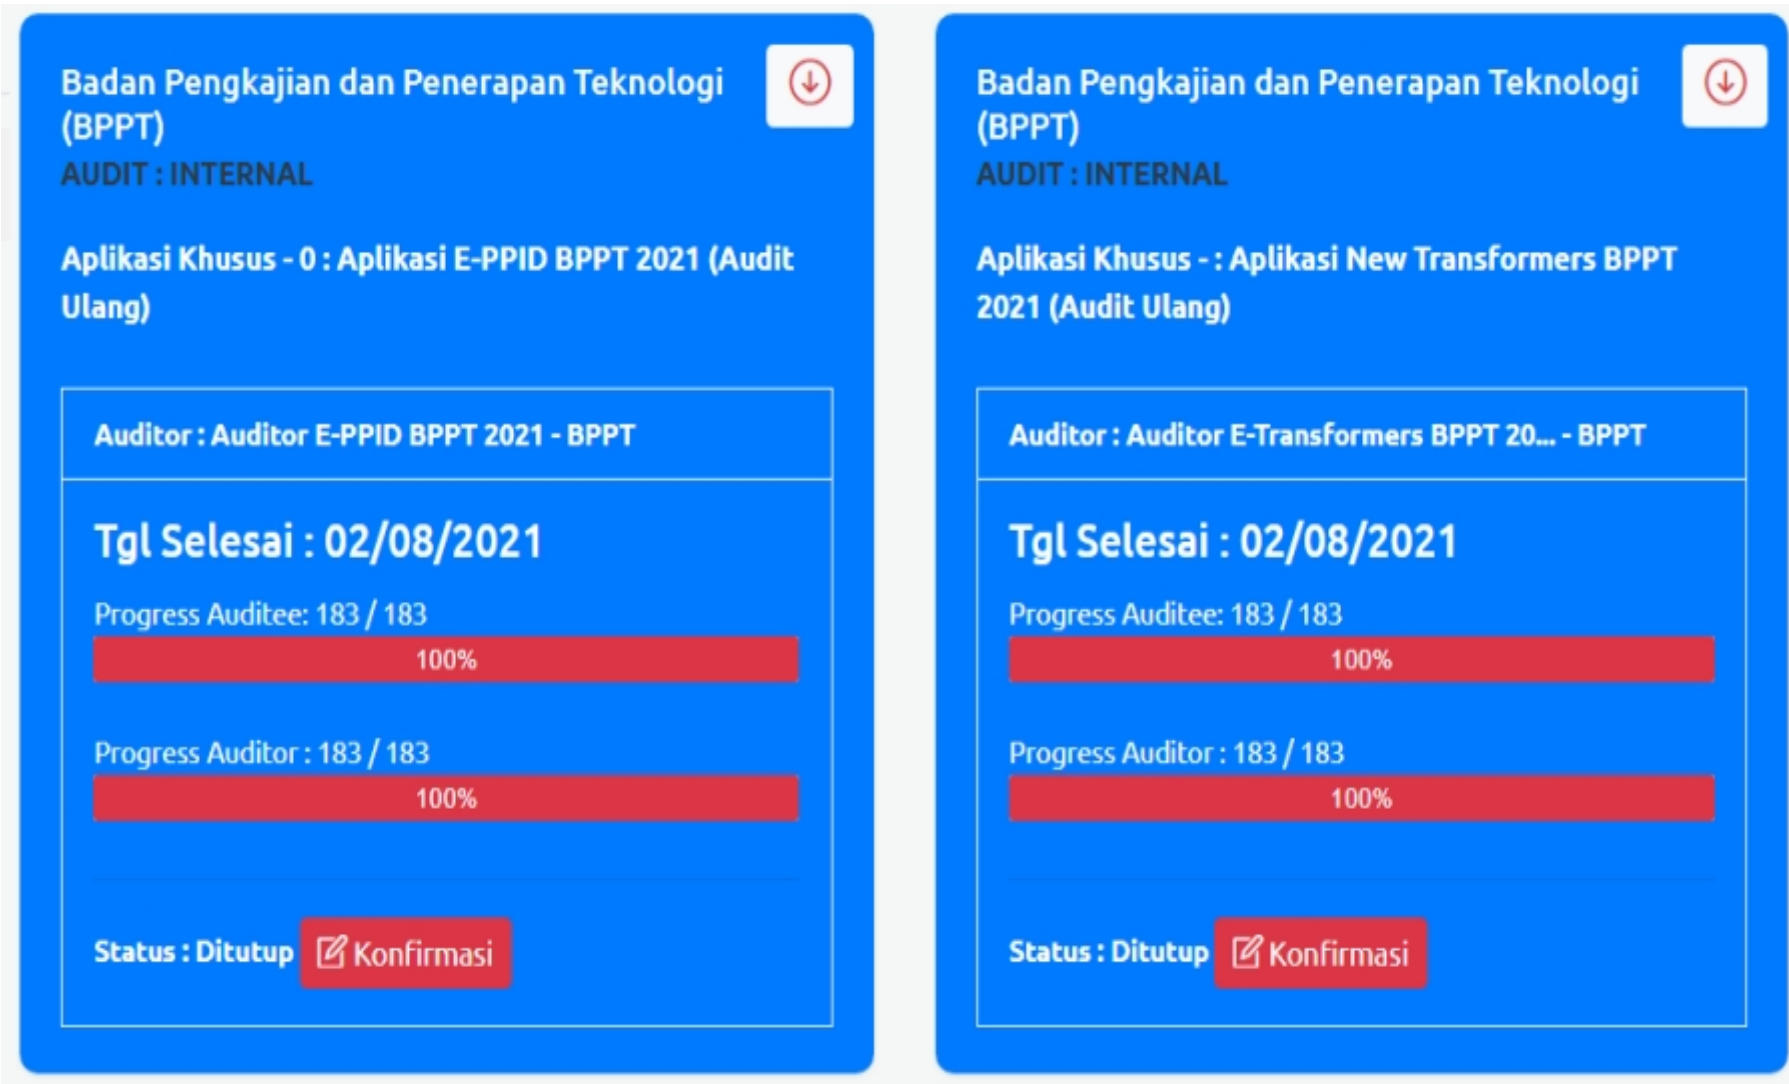 Badan Pengkajian dan Penerapan Teknologi
(BPPT)
AUDIT : INTERNAL
Aplikasi Khusus - 0 : Aplikasi E-PPID BPPT 2021 (Audit
Ulang)
Auditor : Auditor E-PPID BPPT 2021 - BPPT
Tgl Selesai : 02/08/2021
Progress Auditee: 183 / 183
100%
Progress Auditor : 183 / 183
100%
Status : Ditutup Konfirmasi
Badan Pengkajian dan Penerapan Teknologi
(BPPT)
AUDIT : INTERNAL
Aplikasi Khusus - : Aplikasi New Transformers BPPT
2021 (Audit Ulang)
Auditor : Auditor E-Transformers BPPT 20... - BPPT
Tgl Selesai : 02/08/2021
Progress Auditee: 183 / 183
100%
Progress Auditor : 183 / 183
100%
Status : Ditutup Konfirmasi